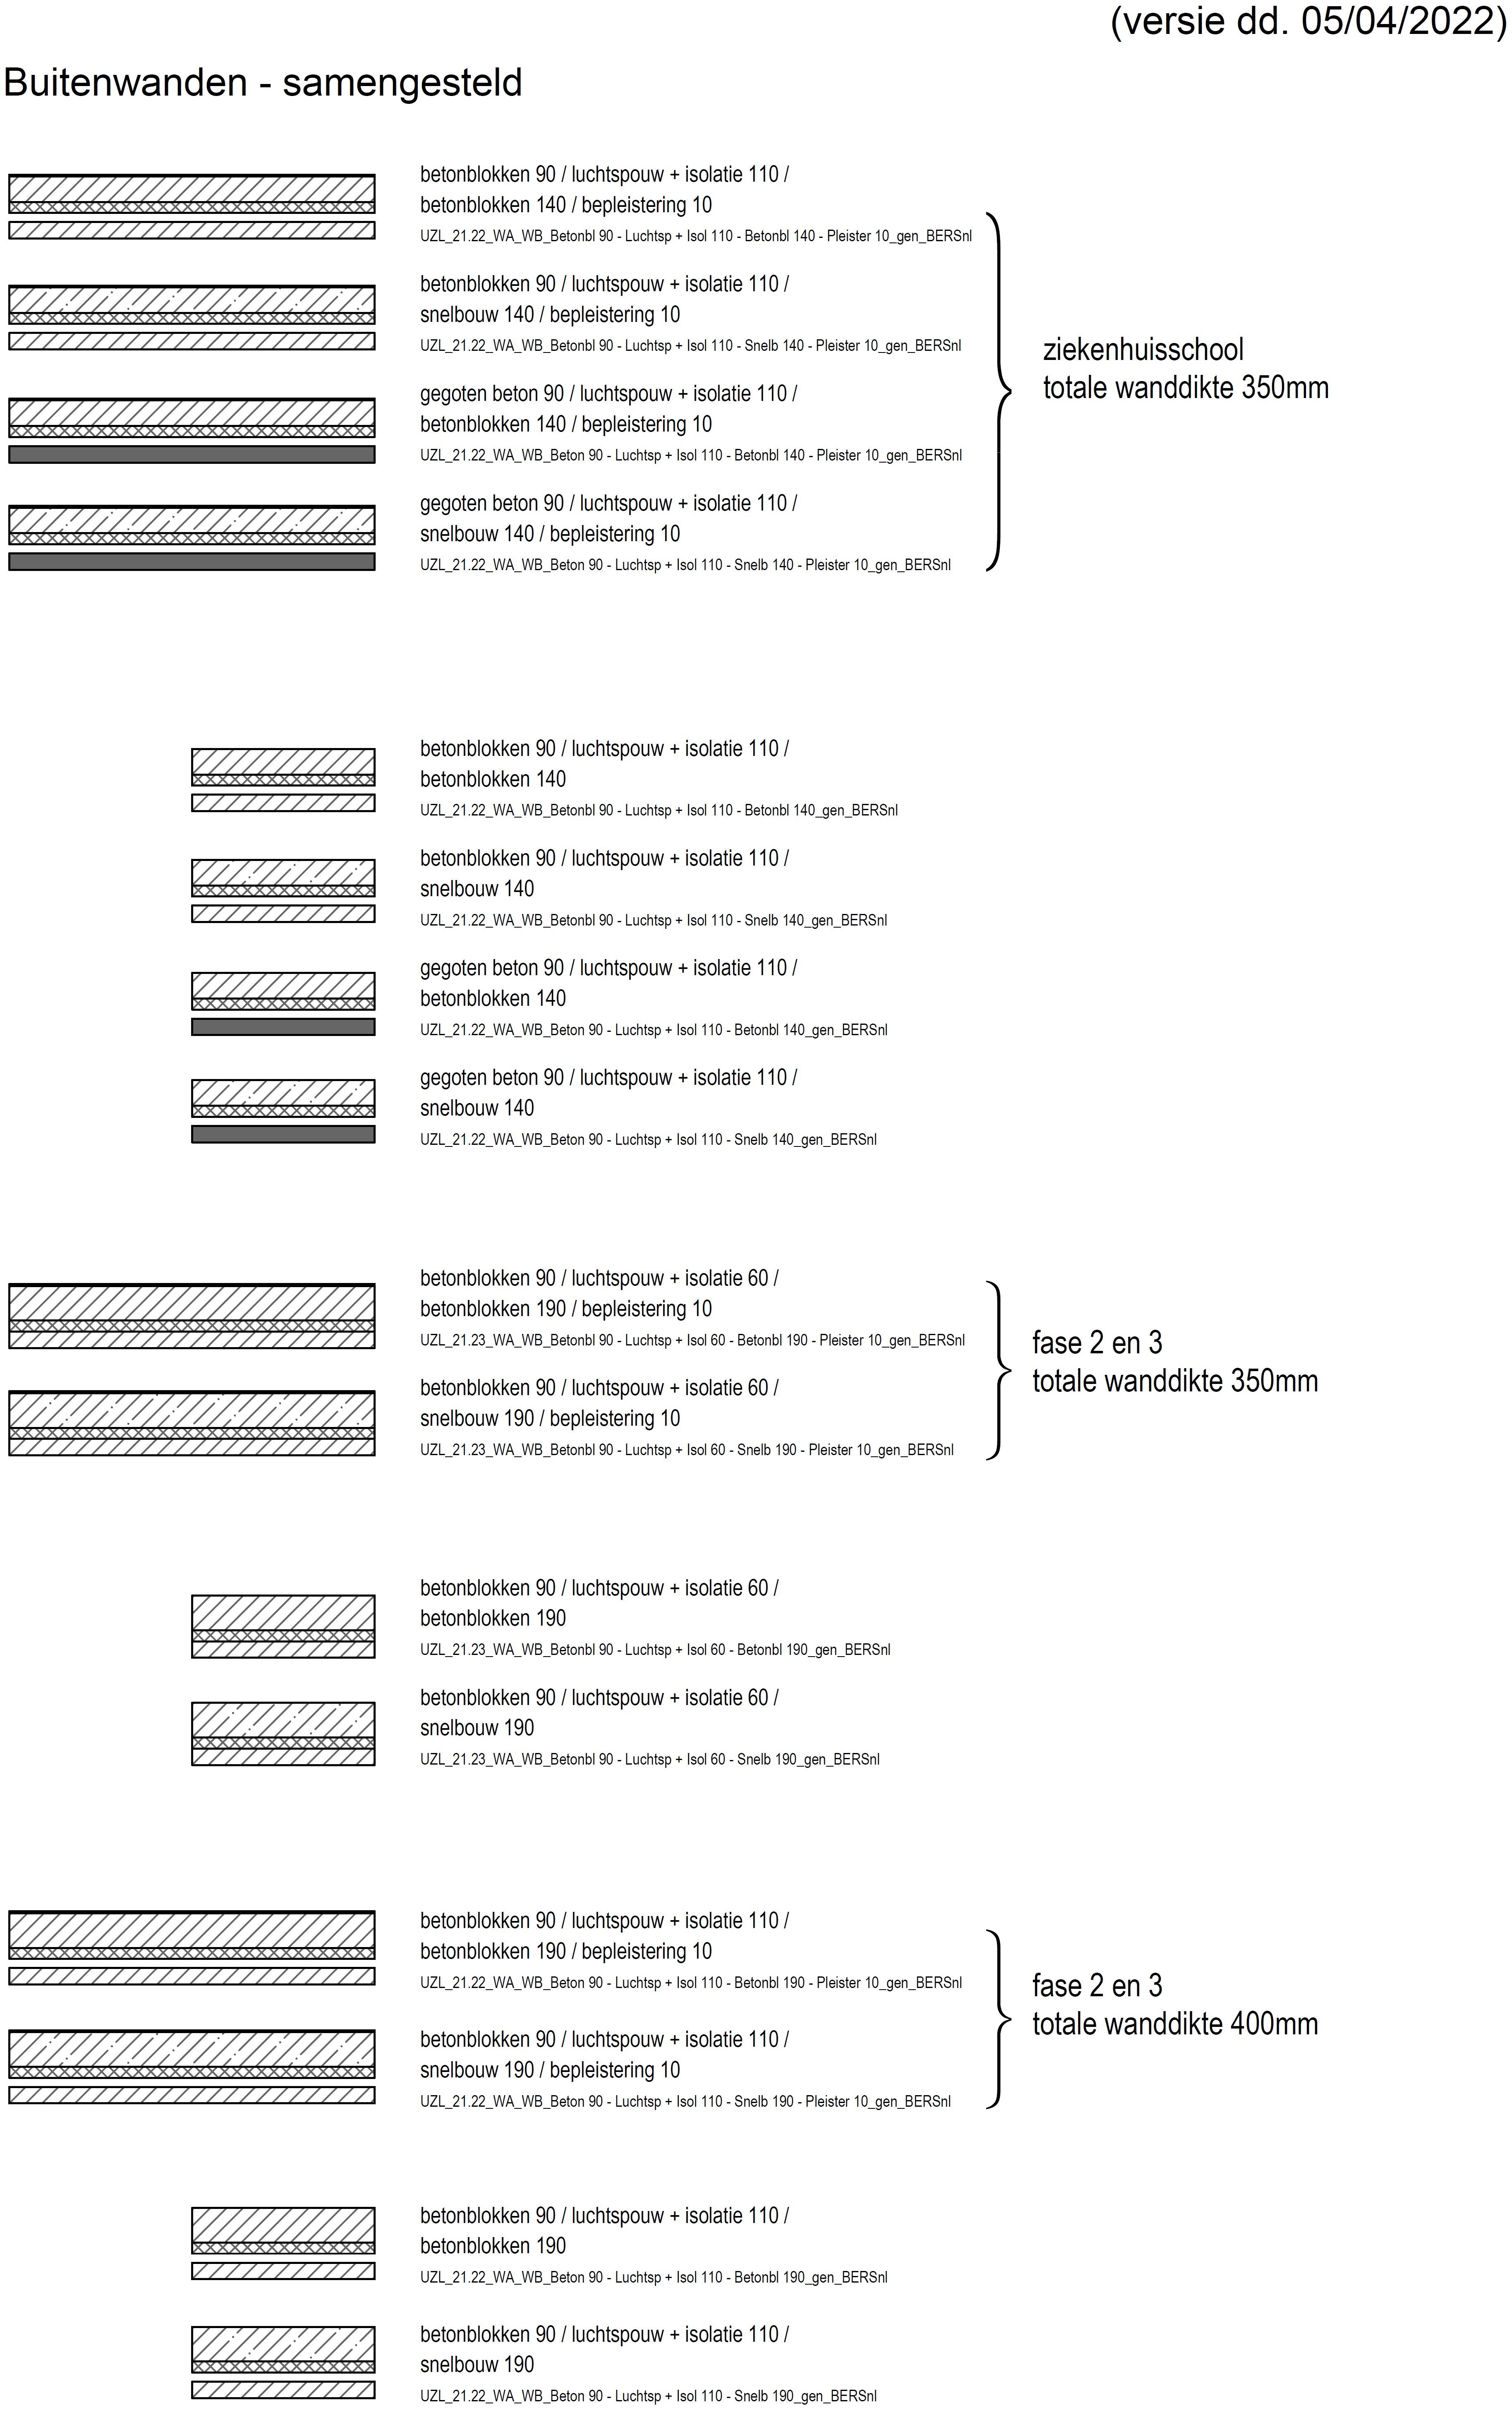 (versie dd. 05/04/2022)
Buitenwanden - samengesteld
betonblokken 90 / luchtspouw + isolatie 110 /
betonblokken 140 / bepleistering 10
UZL_21.22_WA_WB_Betonbl 90 - Luchtsp + Isol 110 - Betonbl 140 - Pleister 10_gen_BERSnl
betonblokken 90 / luchtspouw + isolatie 110 /
snelbouw 140 / bepleistering 10
UZL_21.22_WA_WB_Betonbl 90 - Luchtsp + Isol 110 - Snelb 140 - Pleister 10_gen_BERSnl
gegoten beton 90 / luchtspouw + isolatie 110 /
betonblokken 140 / bepleistering 10
UZL_21.22_WA_WB_Beton 90 - Luchtsp + Isol 110 - Betonbl 140 - Pleister 10_gen_BERSnl
gegoten beton 90 / luchtspouw + isolatie 110 /
snelbouw 140 / bepleistering 10
UZL_21.22_WA_WB_Beton 90 - Luchtsp + Isol 110 - Snelb 140 - Pleister 10_gen_BERSnl
ziekenhuisschool
totale wanddikte 350mm
betonblokken 90 / luchtspouw + isolatie 110 /
betonblokken 140
UZL_21.22_WA_WB_Betonbl 90 - Luchtsp + Isol 110 - Betonbl 140_gen_BERSnl
betonblokken 90 / luchtspouw + isolatie 110 /
snelbouw 140
UZL_21.22_WA_WB_Betonbl 90 - Luchtsp + Isol 110 - Snelb 140_gen_BERSnl
gegoten beton 90 / luchtspouw + isolatie 110 /
betonblokken 140
UZL_21.22_WA_WB_Beton 90 - Luchtsp + Isol 110 - Betonbl 140_gen_BERSnl
gegoten beton 90 / luchtspouw + isolatie 110 /
snelbouw 140
UZL_21.22_WA_WB_Beton 90 - Luchtsp + Isol 110 - Snelb 140_gen_BERSnl
betonblokken 90 / luchtspouw + isolatie 60 /
betonblokken 190 / bepleistering 10
UZL_21.23_WA_WB_Betonbl 90 - Luchtsp + Isol 60 - Betonbl 190 - Pleister 10_gen_BERSnl
betonblokken 90 / luchtspouw + isolatie 60 /
snelbouw 190 / bepleistering 10
UZL_21.23_WA_WB_Betonbl 90 - Luchtsp + Isol 60 - Snelb 190 - Pleister 10_gen_BERSnl
fase 2 en 3
totale wanddikte 350mm
betonblokken 90 / luchtspouw + isolatie 60 /
betonblokken 190
UZL_21.23_WA_WB_Betonbl 90 - Luchtsp + Isol 60 - Betonbl 190_gen_BERSnl
betonblokken 90 / luchtspouw + isolatie 60 /
snelbouw 190
UZL_21.23_WA_WB_Betonbl 90 - Luchtsp + Isol 60 - Snelb 190_gen_BERSnl
betonblokken 90 / luchtspouw + isolatie 110 /
betonblokken 190 / bepleistering 10
UZL_21.22_WA_WB_Beton 90 - Luchtsp + Isol 110 - Betonbl 190 - Pleister 10_gen_BERSnl
betonblokken 90 / luchtspouw + isolatie 110 /
snelbouw 190 / bepleistering 10
UZL_21.22_WA_WB_Beton 90 - Luchtsp + Isol 110 - Snelb 190 - Pleister 10_gen_BERSnl
fase 2 en 3
totale wanddikte 400mm
betonblokken 90 / luchtspouw + isolatie 110 /
betonblokken 190
UZL_21.22_WA_WB_Beton 90 - Luchtsp + Isol 110 - Betonbl 190_gen_BERSnl
betonblokken 90 / luchtspouw + isolatie 110 /
snelbouw 190
UZL_21.22_WA_WB_Beton 90 - Luchtsp + Isol 110 - Snelb 190_gen_BERSnl